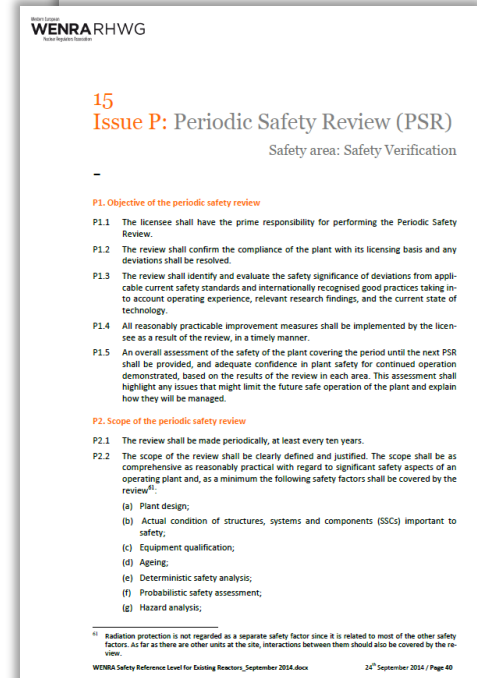 Western European
WENRA RHWG
Nuclear Regulators Association
15
Issue P: Periodic Safety Review (PSR)
Safety area: Safety Verification
–
P1. Objective of the periodic safety review
P1.1 The licensee shall have the prime responsibility for performing the Periodic Safety
Review.
P1.2 The review shall confirm the compliance of the plant with its licensing basis and any
deviations shall be resolved.
P1.3 The review shall identify and evaluate the safety significance of deviations from appli-
cable current safety standards and internationally recognised good practices taking in-
to account operating experience, relevant research findings, and the current state of
technology.
P1.4 All reasonably practicable improvement measures shall be implemented by the licen-
see as a result of the review, in a timely manner.
P1.5 An overall assessment of the safety of the plant covering the period until the next PSR
shall be provided, and adequate confidence in plant safety for continued operation
demonstrated, based on the results of the review in each area. This assessment shall
highlight any issues that might limit the future safe operation of the plant and explain
how they will be managed.
P2. Scope of the periodic safety review
P2.1 The review shall be made periodically, at least every ten years.
P2.2 The scope of the review shall be clearly defined and justified. The scope shall be as
comprehensive as reasonably practical with regard to significant safety aspects of an
operating plant and, as a minimum the following safety factors shall be covered by the
review61:
(a) Plant design;
(b) Actual condition of structures, systems and components (SSCs) important to
safety;
(c) Equipment qualification;
(d) Ageing;
(e) Deterministic safety analysis;
(f) Probabilistic safety assessment;
(g) Hazard analysis;
61 Radiation protection is not regarded as a separate safety factor since it is related to most of the other safety
factors. As far as there are other units at the site, interactions between them should also be covered by the re-
view.
WENRA Safety Reference Level for Existing Reactors_September 2014.docx 24th September 2014 / Page 40